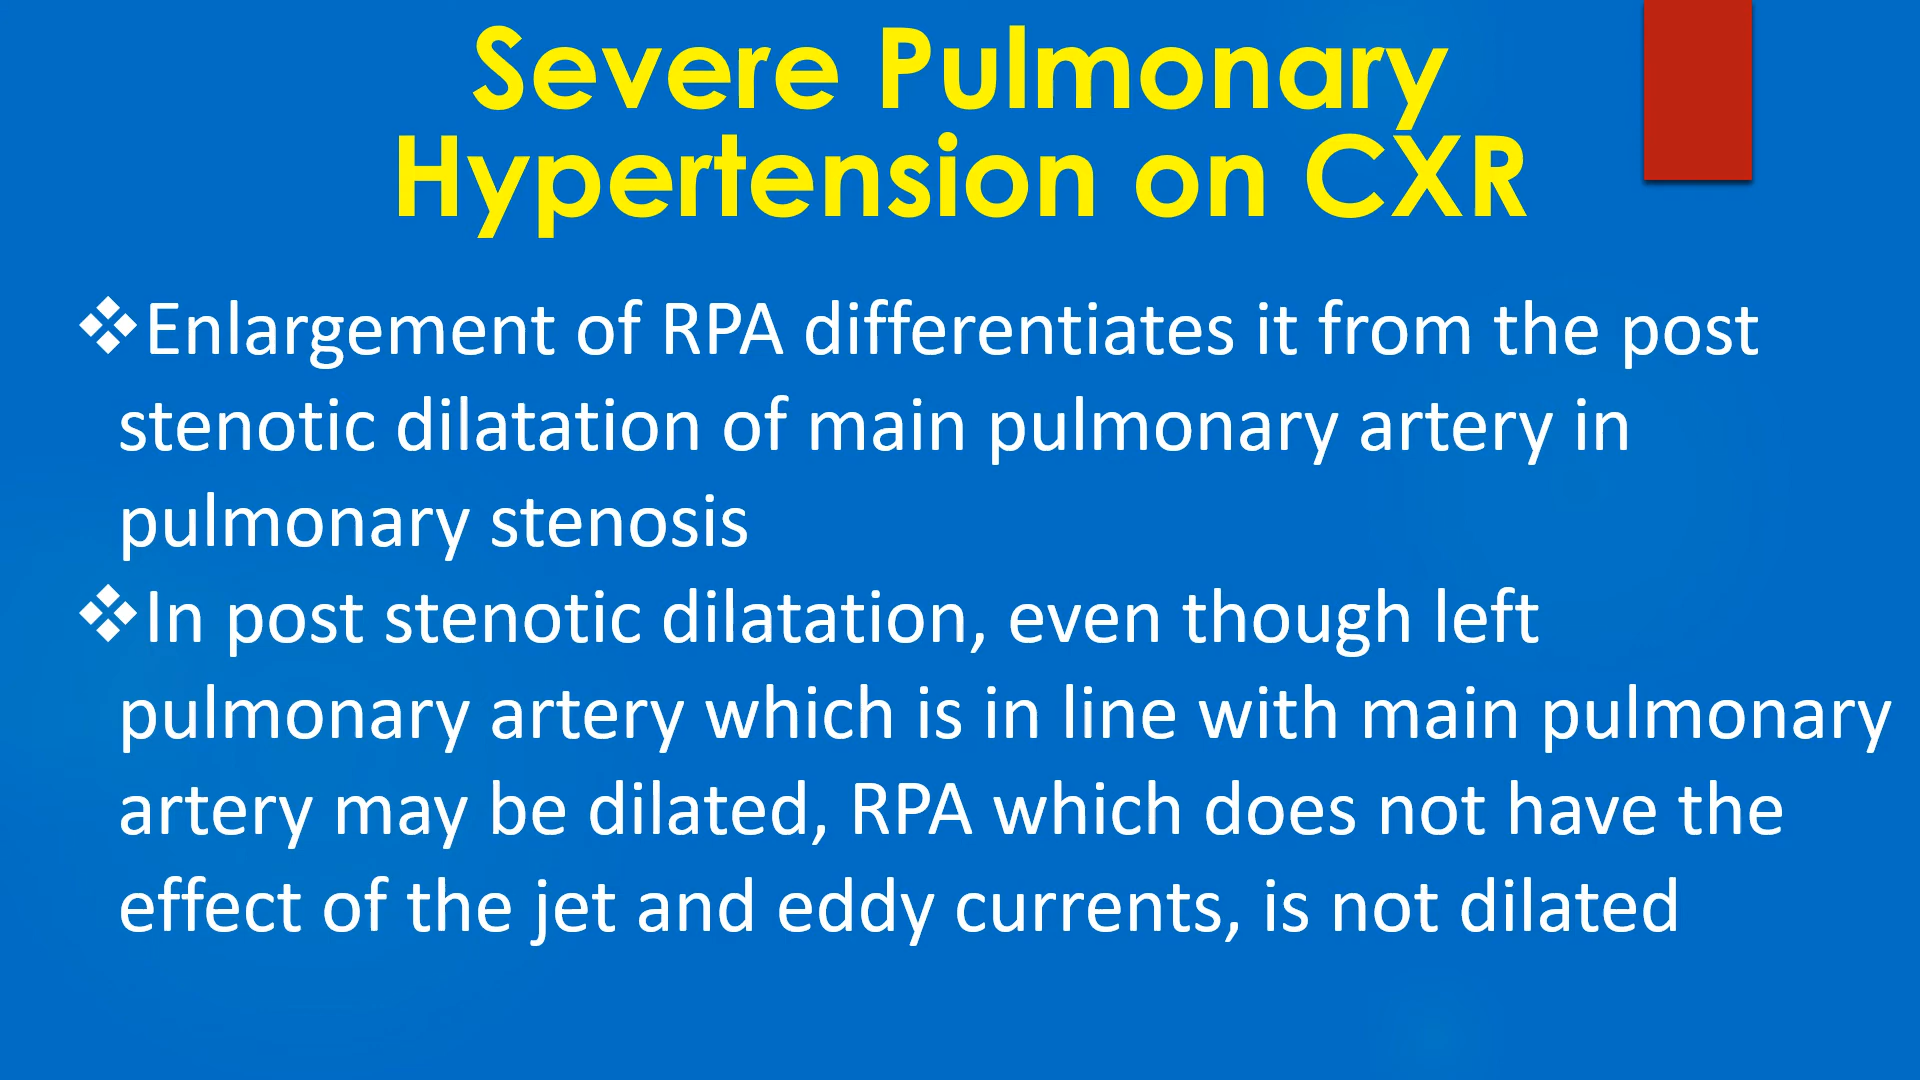 Severe Pulmonary
Hypertension on CXR
❖Enlargement of RPA differentiates it from the post
stenotic dilatation of main pulmonary artery in
pulmonary stenosis
❖In post stenotic dilatation, even though left
pulmonary artery which is in line with main pulmonary
artery may be dilated, RPA which does not have the
effect of the jet and eddy currents, is not dilated